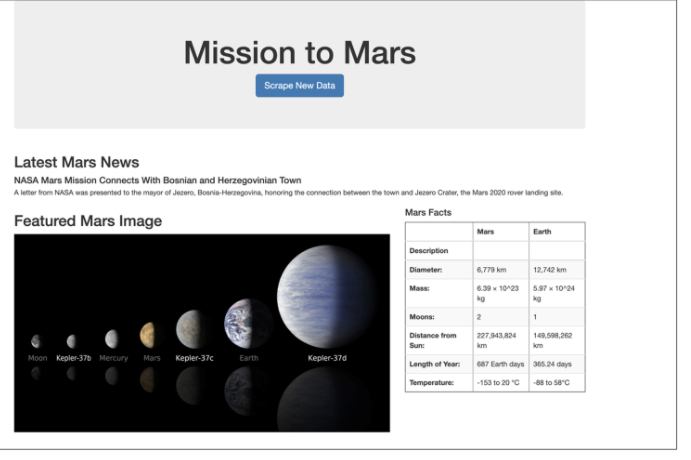 Mission to Mars
Scrape New Data
Latest Mars News
NASA Mars Mission Connects With Bosnian and Herzegovinian Town
A letter from NASA was presented to the mayor of Jezero, Bosnia-Herzegovina, honoring the connection between the town and Jezero Crater, the Mars 2020 rover landing site.
Featured Mars Image
Moon Kepler-37b Mercury Mars Kepler-37c Earth Kepler-37d
Mars Facts
Mars Earth
Description
Diameter: 6,779 km 12,742 km
Mass: 6.39 × 10^23 kg 5.97 × 10^24 kg
Moons: 2 1
Distance from Sun: 227,943,824 km 149,598,262 km
Length of Year: 687 Earth days 365.24 days
Temperature: -153 to 20 °C -88 to 58°C